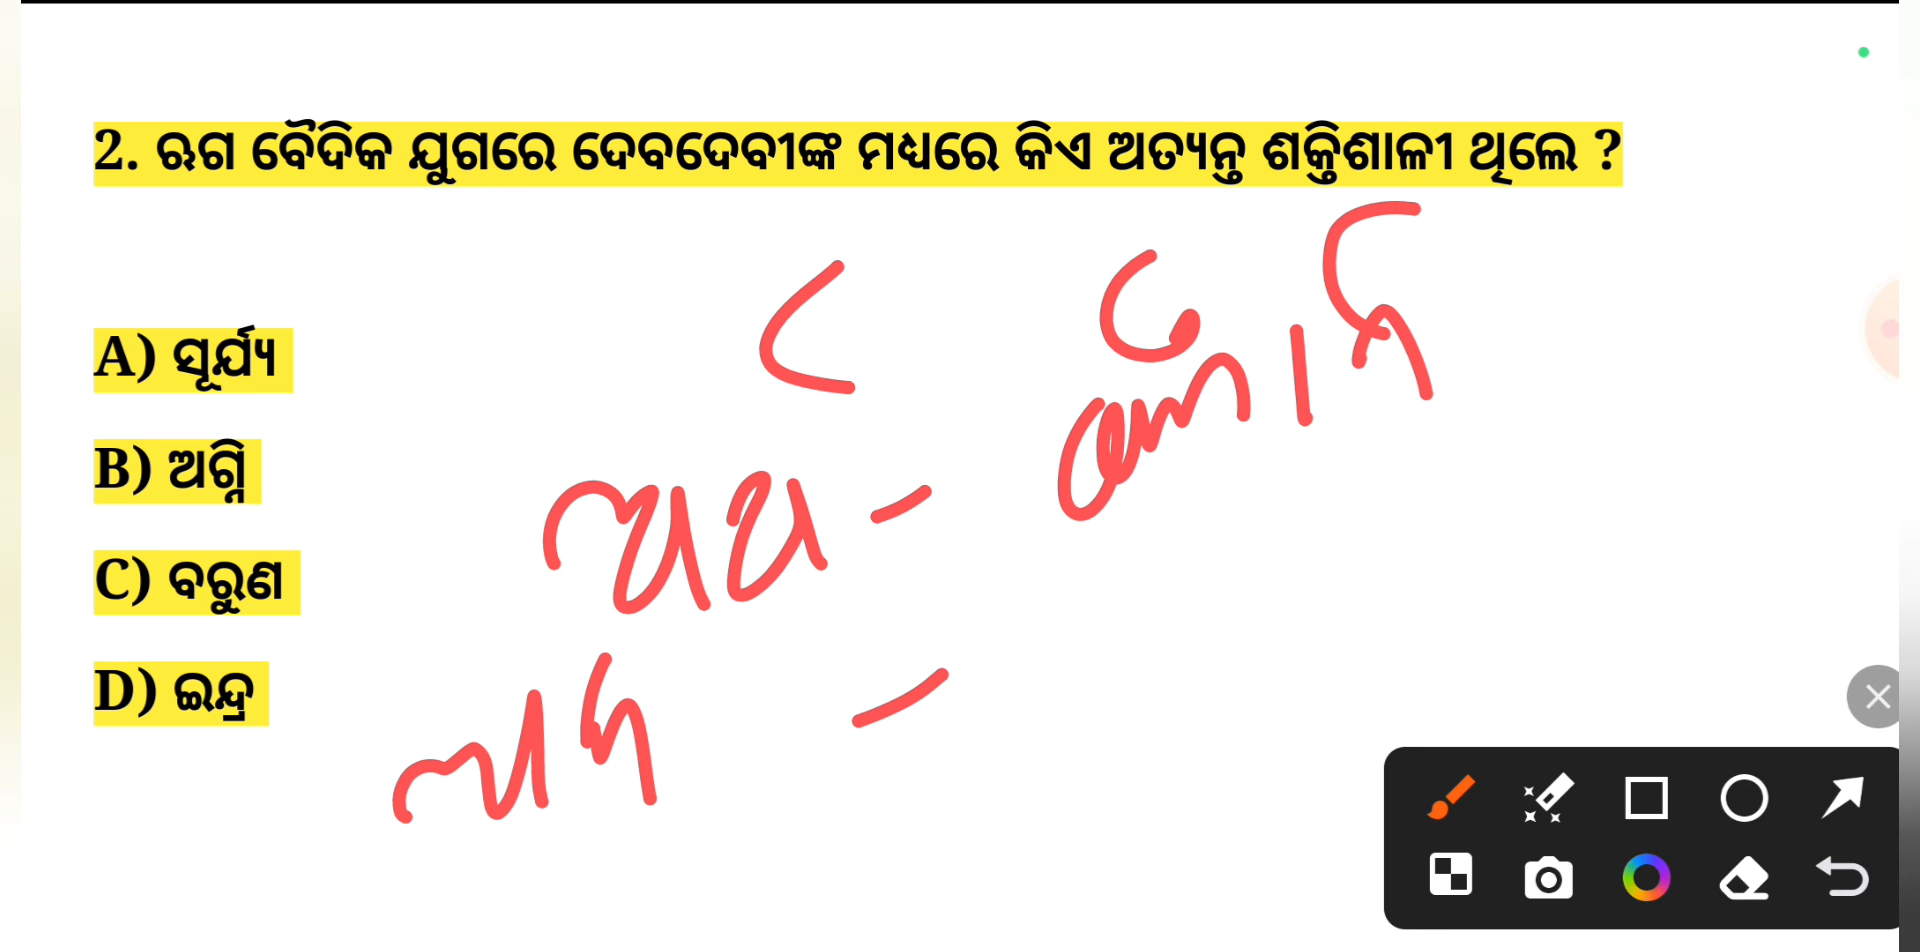 2. ଋଗ ବୈଦିକ ଯୁଗରେ ଦେବଦେବୀଙ୍କ ମଧ୍ୟରେ କିଏ ଅତ୍ୟନ୍ତ ଶକ୍ତିଶାଳୀ ଥିଲେ ?
A) ସୂର୍ଯ୍ୟ
B) ଅଗ୍ନି
C) ବରୁଣ
D) ଇନ୍ଦ୍ର